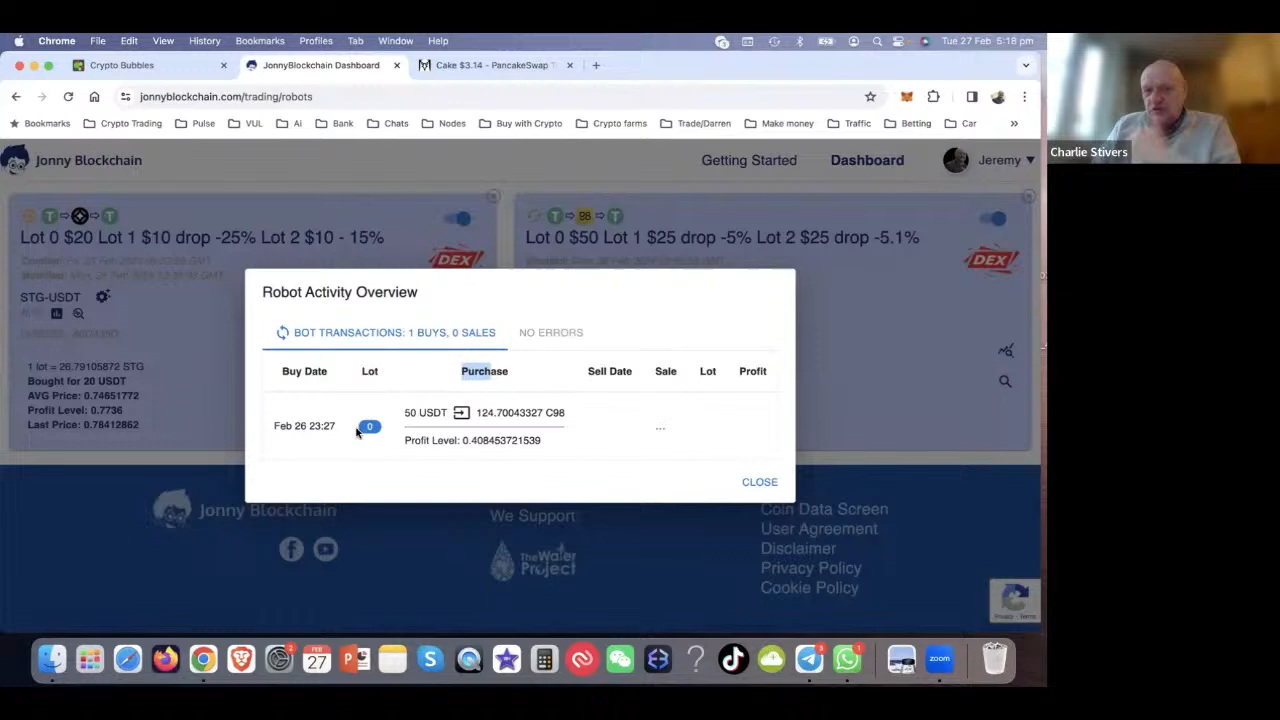 Chrome File Edit View History Bookmarks Profiles Tab Window Help Tue 27 Feb 5:18 pm
Crypto Bubbles JonnyBlockchain Dashboard Cake $3.14 - PancakeSwap
jonnyblockchain.com/trading/robots
Bookmarks Crypto Trading Pulse VUL Ai Bank Chats Nodes Buy with Crypto Crypto farms Trade/Darren Make money Traffic Betting Car
Charlie Stivers
Jonny Blockchain Getting Started Dashboard Jeremy
Lot 0 $20 Lot 1 $10 drop -25% Lot 2 $10 - 15%
Lot 0 $50 Lot 1 $25 drop -5% Lot 2 $25 drop -5.1%
DEX
DEX
STG-USDT
1 lot = 26.79105872 STG
Bought for 20 USDT
AVG Price: 0.74651772
Profit Level: 0.7736
Last Price: 0.78412862
Robot Activity Overview
BOT TRANSACTIONS: 1 BUYS, 0 SALES NO ERRORS
Buy Date Lot Purchase Sell Date Sale Lot Profit
Feb 26 23:27 0 50 USDT 124.70043327 C98 ...
Profit Level: 0.408453721539
CLOSE
Jonny Blockchain
We Support
The Water Project
Coin Data Screen
User Agreement
Disclaimer
Privacy Policy
Cookie Policy
Privacy - Terms
FEB
27
zoom